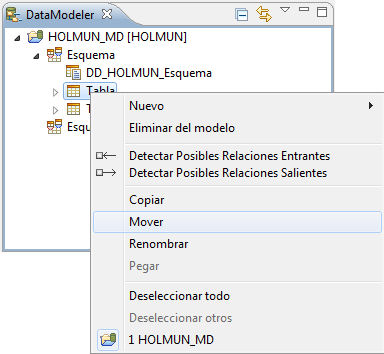 DataModeler
HOLMUN_MD [HOLMUN]
Esquema
DD_HOLMUN_Esquema
Tabla
T
Esqu
Nuevo
Eliminar del modelo
Detectar Posibles Relaciones Entrantes
Detectar Posibles Relaciones Salientes
Copiar
Mover
Renombrar
Pegar
Deseleccionar todo
Deseleccionar otros
1 HOLMUN_MD